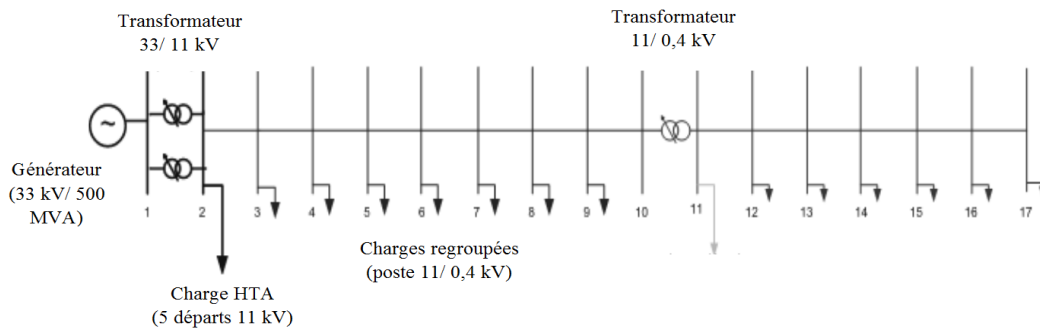 Transformateur
33/ 11 kV
Transformateur
11/ 0,4 kV
~
Générateur
(33 kV/ 500
MVA)
1 2 3 4 5 6 7 8 9 10 11 12 13 14 15 16 17
Charges regroupées
(poste 11/ 0,4 kV)
Charge HTA
(5 départs 11 kV)